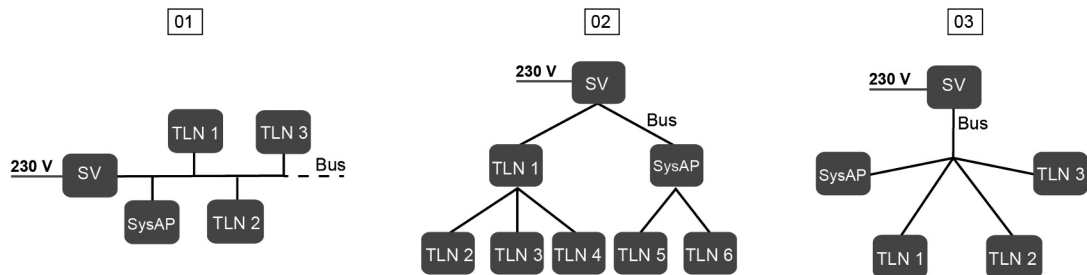 01
230 V
SV
TLN 1
TLN 3
Bus
SysAP
TLN 2
02
230 V
SV
Bus
TLN 1
SysAP
TLN 2
TLN 3
TLN 4
TLN 5
TLN 6
03
230 V
SV
Bus
SysAP
TLN 3
TLN 1
TLN 2